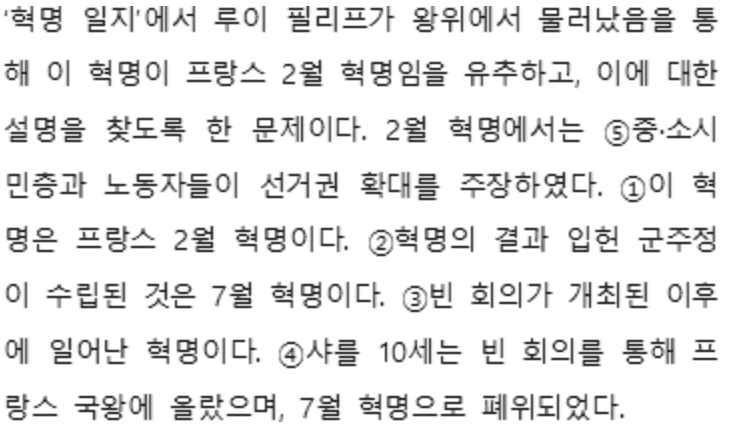 '혁명 일지'에서 루이 필리프가 왕위에서 물러났음을 통
해 이 혁명이 프랑스 2월 혁명임을 유추하고, 이에 대한
설명을 찾도록 한 문제이다. 2월 혁명에서는 ⑤중·소시
민층과 노동자들이 선거권 확대를 주장하였다. ①이 혁
명은 프랑스 2월 혁명이다. ②혁명의 결과 입헌 군주정
이 수립된 것은 7월 혁명이다. ③빈 회의가 개최된 이후
에 일어난 혁명이다. ④샤를 10세는 빈 회의를 통해 프
랑스 국왕에 올랐으며, 7월 혁명으로 폐위되었다.